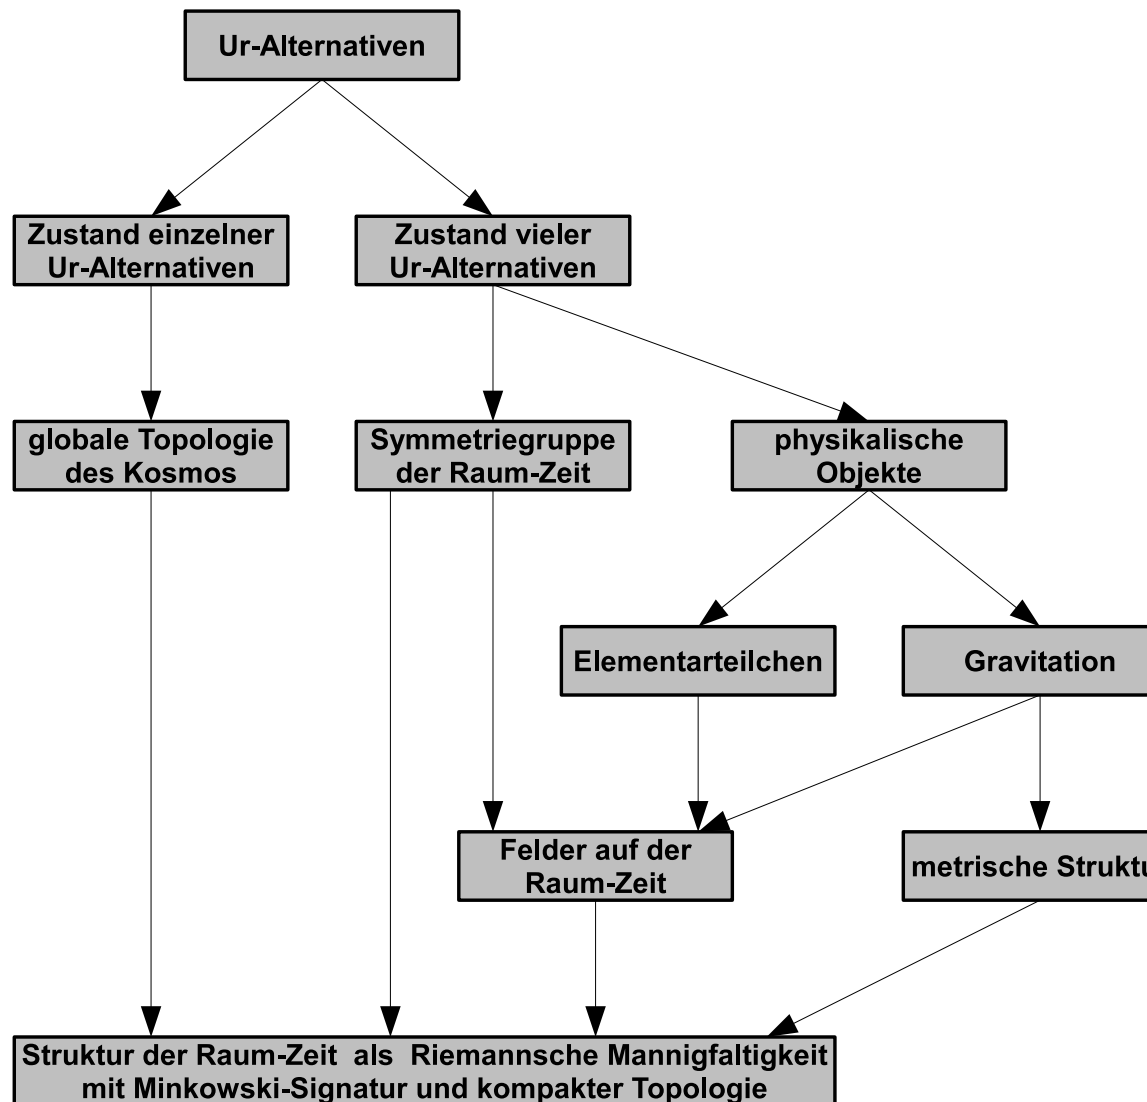 Ur-Alternativen
Zustand einzelner
Ur-Alternativen
Zustand vieler
Ur-Alternativen
globale Topologie
des Kosmos
Symmetriegruppe
der Raum-Zeit
physikalische
Objekte
Elementarteilchen
Gravitation
Felder auf der
Raum-Zeit
metrische Struktu
Struktur der Raum-Zeit als Riemannsche Mannigfaltigkeit
mit Minkowski-Signatur und kompakter Topologie